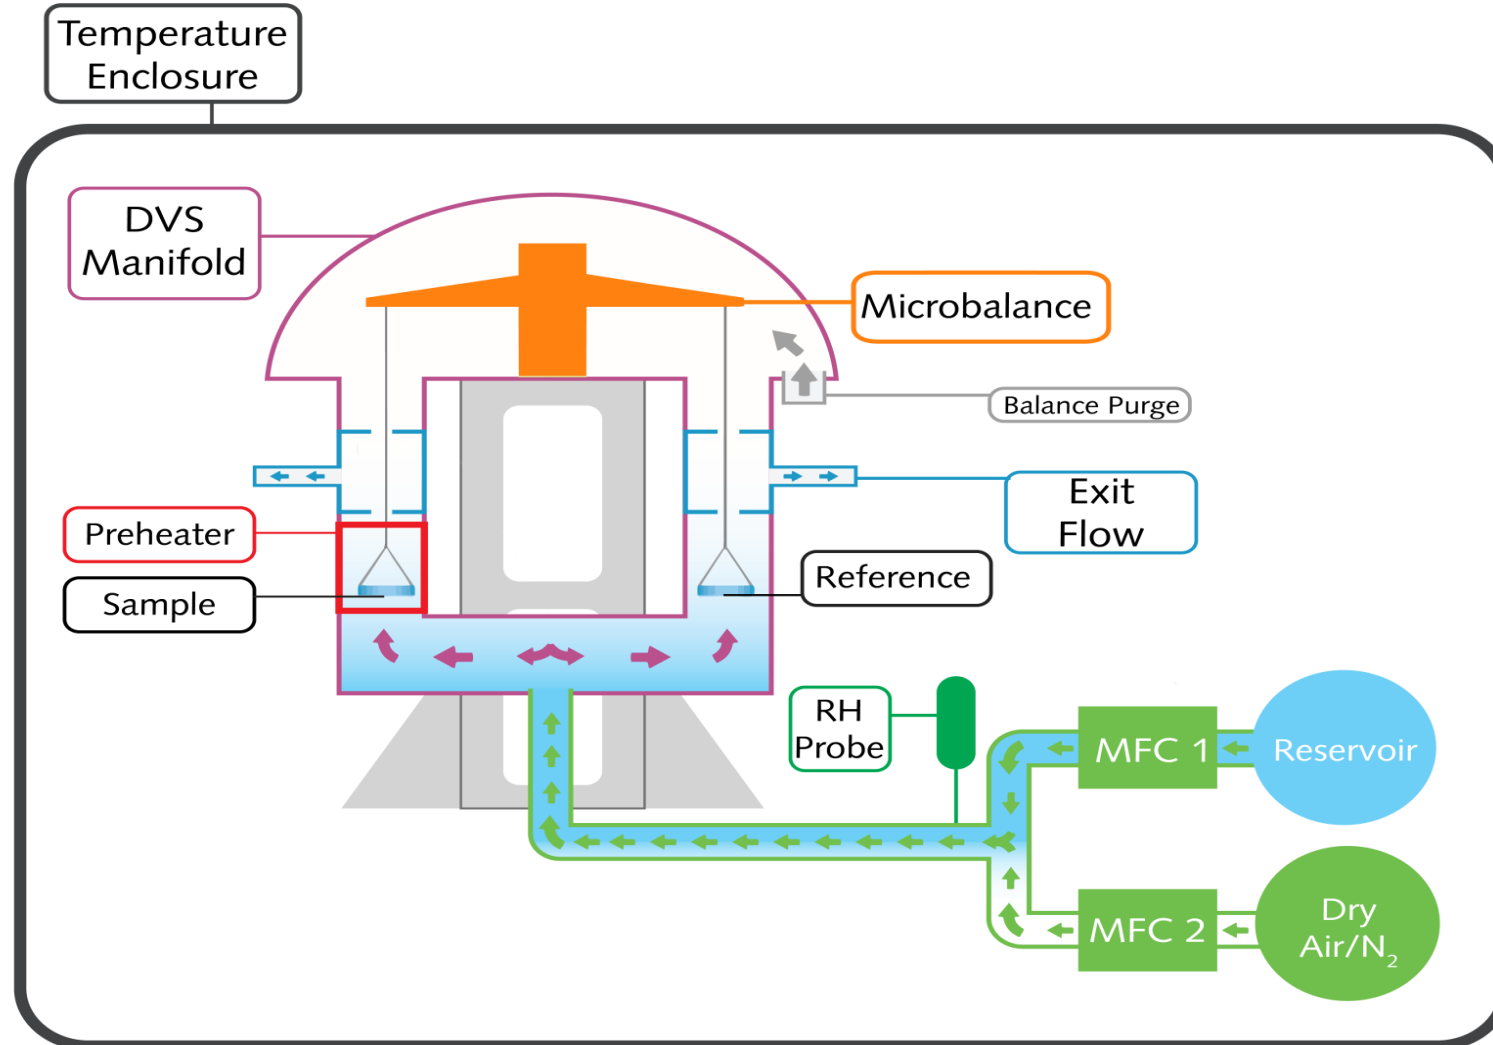 Temperature
Enclosure
DVS
Manifold
Microbalance
Balance Purge
Exit
Flow
Preheater
Sample
Reference
RH
Probe
MFC 1
Reservoir
MFC 2
Dry
Air/N₂